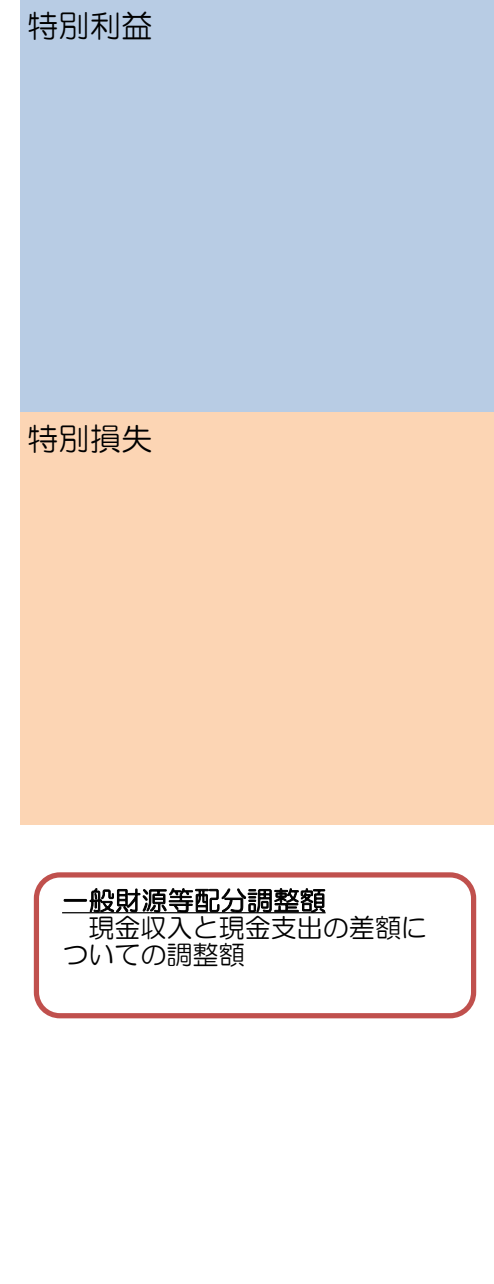 特別利益
特別損失
一般財源等配分調整額
　現金収入と現金支出の差額に
ついての調整額